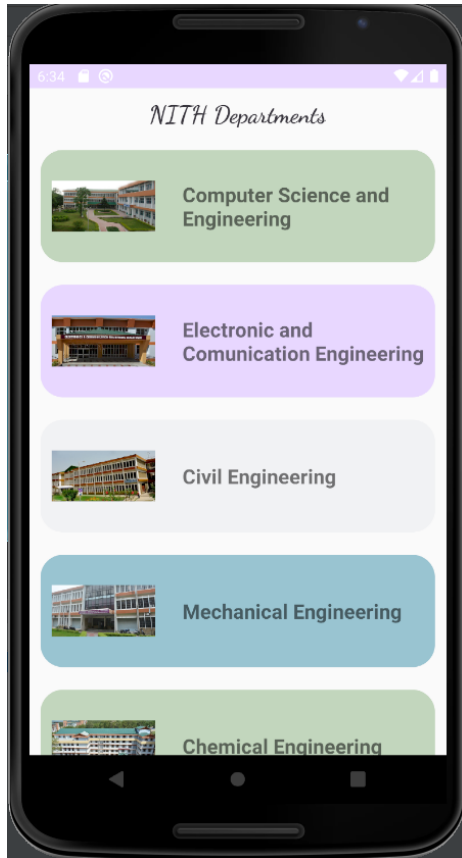 6:34
NITH Departments
Computer Science and
Engineering
Electronic and
Comunication Engineering
Civil Engineering
Mechanical Engineering
Chemical Engineering